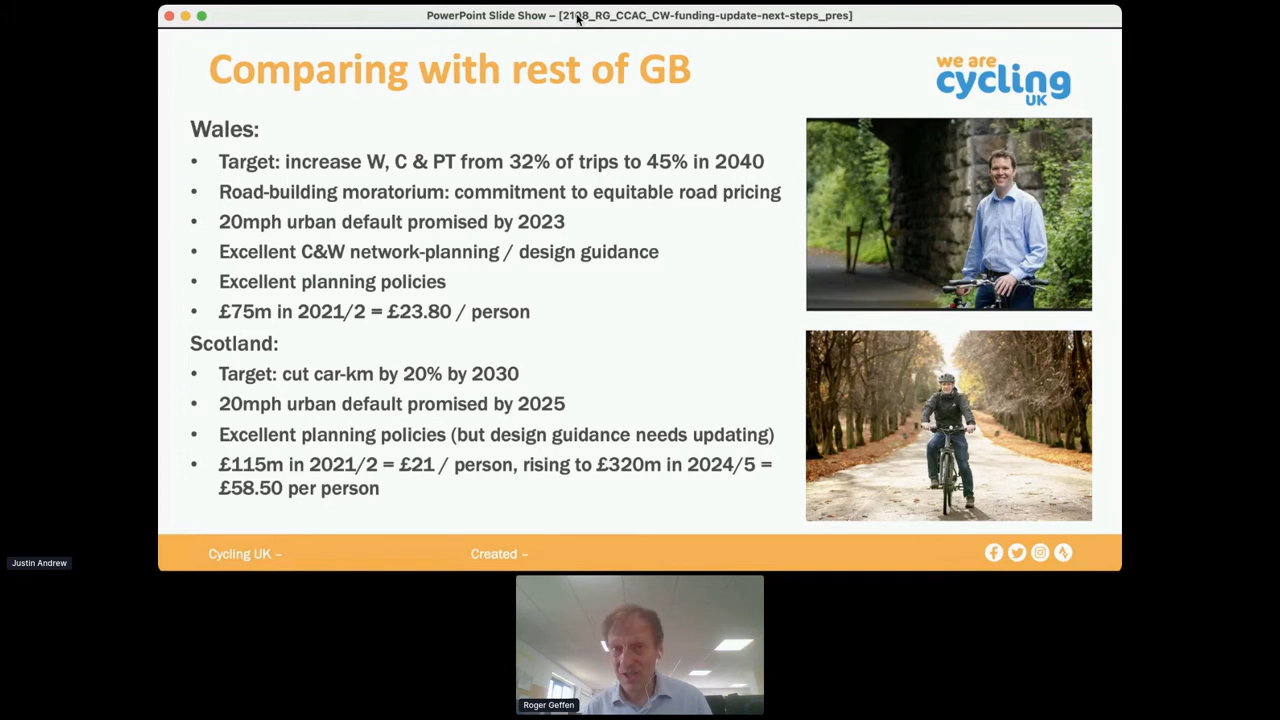 PowerPoint Slide Show – [2108_RG_CCAC_CW-funding-update-next-steps_pres]
Comparing with rest of GB
we are
cycling
UK
Wales:
• Target: increase W, C & PT from 32% of trips to 45% in 2040
• Road-building moratorium: commitment to equitable road pricing
• 20mph urban default promised by 2023
• Excellent C&W network-planning / design guidance
• Excellent planning policies
• £75m in 2021/2 = £23.80 / person
Scotland:
• Target: cut car-km by 20% by 2030
• 20mph urban default promised by 2025
• Excellent planning policies (but design guidance needs updating)
• £115m in 2021/2 = £21 / person, rising to £320m in 2024/5 =
£58.50 per person
Cycling UK –
Created –
Justin Andrew
Roger Geffen